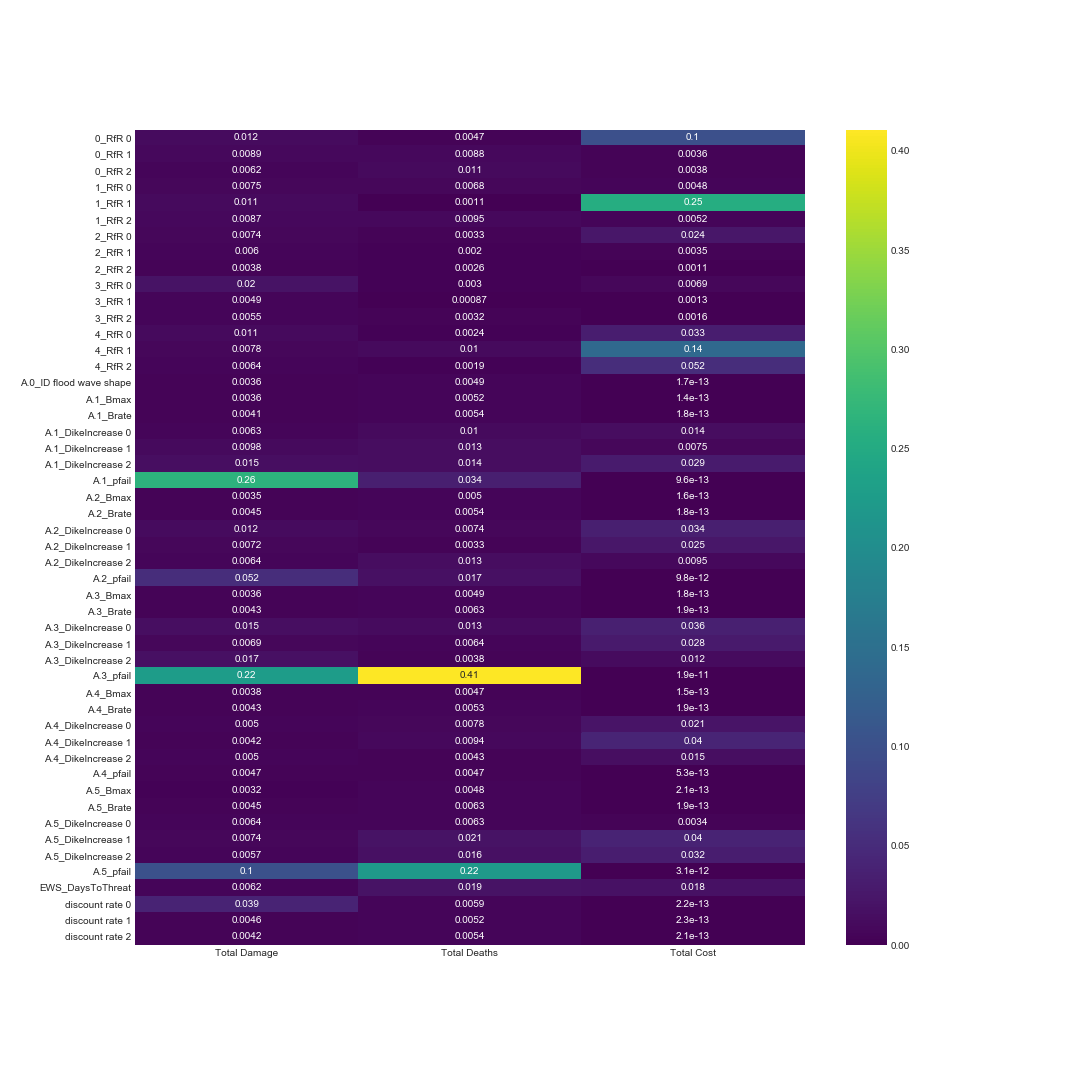 0_RfR 0 0.012 0.0047 0.1
0_RfR 1 0.0089 0.0088 0.0036
0_RfR 2 0.0062 0.011 0.0038
1_RfR 0 0.0075 0.0068 0.0048
1_RfR 1 0.011 0.0011 0.25
1_RfR 2 0.0087 0.0095 0.0052
2_RfR 0 0.0074 0.0033 0.024
2_RfR 1 0.006 0.002 0.0035
2_RfR 2 0.0038 0.0026 0.0011
3_RfR 0 0.02 0.003 0.0069
3_RfR 1 0.0049 0.00087 0.0013
3_RfR 2 0.0055 0.0032 0.0016
4_RfR 0 0.011 0.0024 0.033
4_RfR 1 0.0078 0.01 0.14
4_RfR 2 0.0064 0.0019 0.052
A.0_ID flood wave shape 0.0036 0.0049 1.7e-13
A.1_Bmax 0.0036 0.0052 1.4e-13
A.1_Brate 0.0041 0.0054 1.8e-13
A.1_DikeIncrease 0 0.0063 0.01 0.014
A.1_DikeIncrease 1 0.0098 0.013 0.0075
A.1_DikeIncrease 2 0.015 0.014 0.029
A.1_pfail 0.26 0.034 9.6e-13
A.2_Bmax 0.0035 0.005 1.6e-13
A.2_Brate 0.0045 0.0054 1.8e-13
A.2_DikeIncrease 0 0.012 0.0074 0.034
A.2_DikeIncrease 1 0.0072 0.0033 0.025
A.2_DikeIncrease 2 0.0064 0.013 0.0095
A.2_pfail 0.052 0.017 9.8e-12
A.3_Bmax 0.0036 0.0049 1.8e-13
A.3_Brate 0.0043 0.0063 1.9e-13
A.3_DikeIncrease 0 0.015 0.013 0.036
A.3_DikeIncrease 1 0.0069 0.0064 0.028
A.3_DikeIncrease 2 0.017 0.0038 0.012
A.3_pfail 0.22 0.41 1.9e-11
A.4_Bmax 0.0038 0.0047 1.5e-13
A.4_Brate 0.0043 0.0053 1.9e-13
A.4_DikeIncrease 0 0.005 0.0078 0.021
A.4_DikeIncrease 1 0.0042 0.0094 0.04
A.4_DikeIncrease 2 0.005 0.0043 0.015
A.4_pfail 0.0047 0.0047 5.3e-13
A.5_Bmax 0.0032 0.0048 2.1e-13
A.5_Brate 0.0045 0.0063 1.9e-13
A.5_DikeIncrease 0 0.0064 0.0063 0.0034
A.5_DikeIncrease 1 0.0074 0.021 0.04
A.5_DikeIncrease 2 0.0057 0.016 0.032
A.5_pfail 0.1 0.22 3.1e-12
EWS_DaysToThreat 0.0062 0.019 0.018
discount rate 0 0.039 0.0059 2.2e-13
discount rate 1 0.0046 0.0052 2.3e-13
discount rate 2 0.0042 0.0054 2.1e-13
Total Damage Total Deaths Total Cost
0.40
0.35
0.30
0.25
0.20
0.15
0.10
0.05
0.00